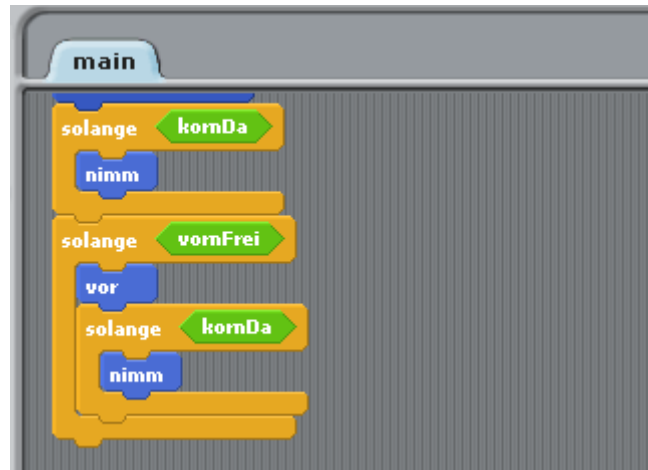 main
solange kornDa
nimm
solange vornFrei
vor
solange kornDa
nimm